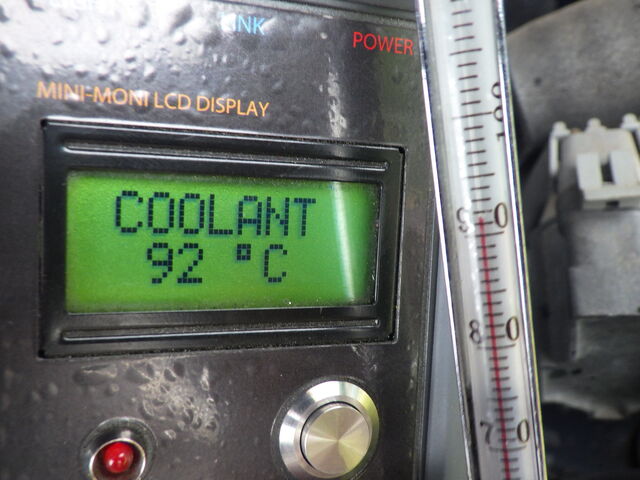 LINK
POWER
MINI-MONI LCD DISPLAY
COOLANT
92 °C
100
90
80
70